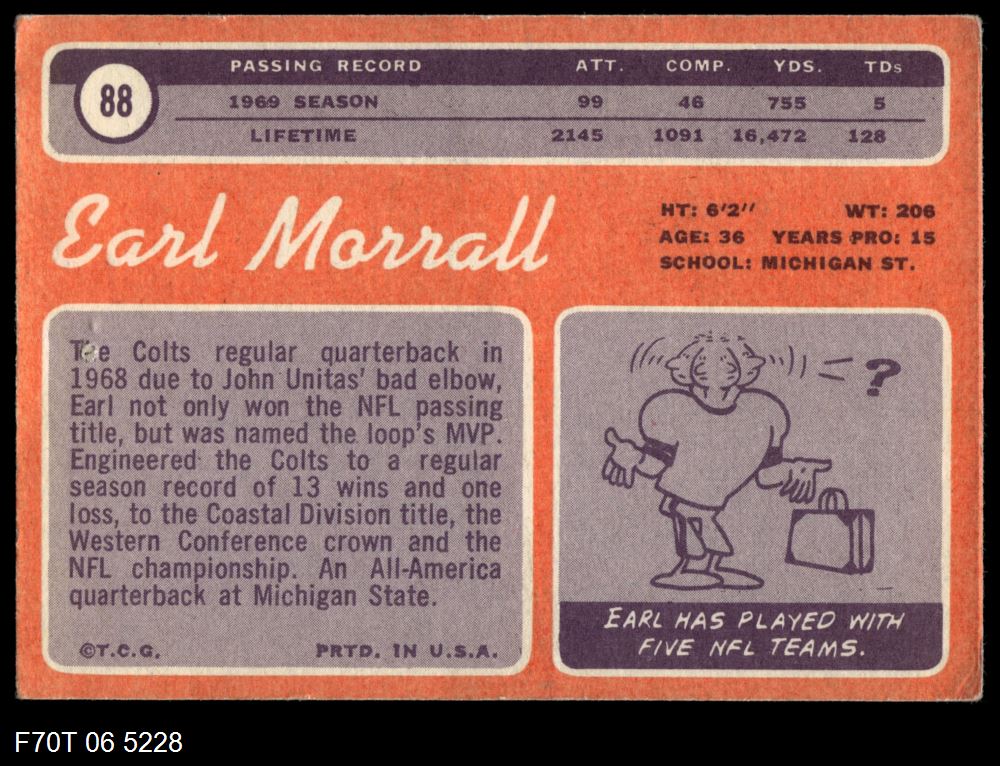 88
PASSING RECORD ATT. COMP. YDS. TDs
1969 SEASON 99 46 755 5
LIFETIME 2145 1091 16,472 128
Earl Morrall
HT: 6'2'' WT: 206
AGE: 36 YEARS PRO: 15
SCHOOL: MICHIGAN ST.
The Colts regular quarterback in
1968 due to John Unitas' bad elbow,
Earl not only won the NFL passing
title, but was named the loop's MVP.
Engineered the Colts to a regular
season record of 13 wins and one
loss, to the Coastal Division title, the
Western Conference crown and the
NFL championship. An All-America
quarterback at Michigan State.
©T.C.G. PRTD. IN U.S.A.
?
EARL HAS PLAYED WITH
FIVE NFL TEAMS.
F70T 06 5228